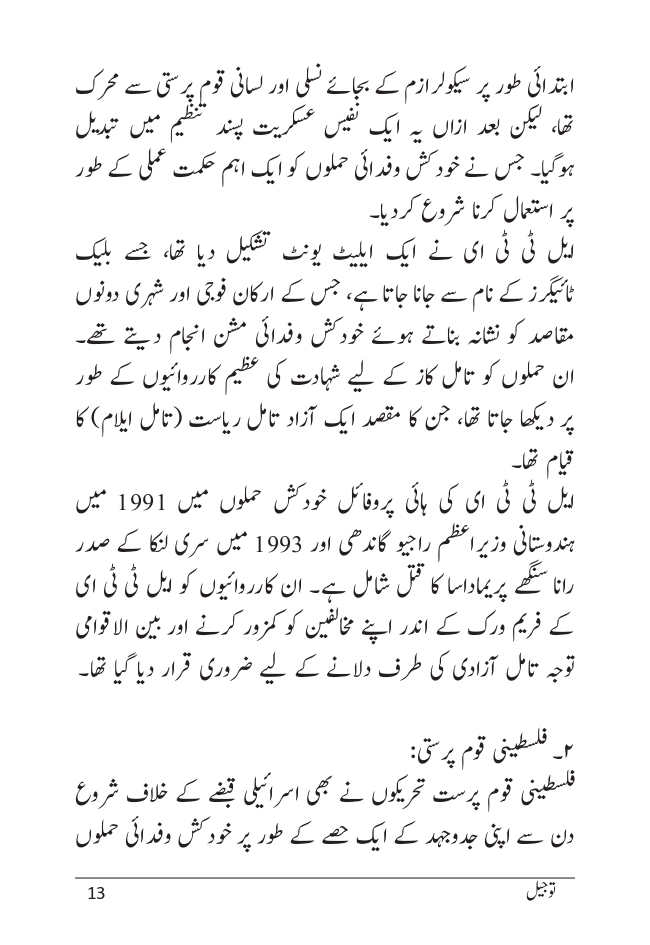 ابتدائی طور پر سیکولرازم کے بجائے نسلی اور لسانی قوم پرستی سے محرک
تھا، لیکن بعد ازاں یہ ایک نفیس عسکریت پسند تنظیم میں تبدیل
ہوگیا۔ جس نے خودکش وفدائی حملوں کو ایک اہم حکمت عملی کے طور
پر استعمال کرنا شروع کردیا۔
ایل ٹی ٹی ای نے ایک ایلیٹ یونٹ تشکیل دیا تھا، جسے بلیک
ٹائیگرز کے نام سے جانا جاتا ہے، جس کے ارکان فوجی اور شہری دونوں
مقاصد کو نشانہ بناتے ہوئے خودکش وفدائی مشن انجام دیتے تھے۔
ان حملوں کو تامل کاز کے لیے شہادت کی عظیم کارروائیوں کے طور
پر دیکھا جاتا تھا، جن کا مقصد ایک آزاد تامل ریاست (تامل ایلام) کا
قیام تھا۔
ایل ٹی ٹی ای کی ہائی پروفائل خودکش حملوں میں 1991 میں
ہندوستانی وزیراعظم راجیو گاندھی اور 1993 میں سری لنکا کے صدر
رانا سنگھے پریماداسا کا قتل شامل ہے۔ ان کارروائیوں کو ایل ٹی ٹی ای
کے فریم ورک کے اندر اپنے مخالفین کو کمزور کرنے اور بین الاقوامی
توجہ تامل آزادی کی طرف دلانے کے لیے ضروری قرار دیا گیا تھا۔
۲۔ فلسطینی قوم پرستی:
فلسطینی قوم پرست تحریکوں نے بھی اسرائیلی قبضے کے خلاف شروع
دن سے اپنی جدوجہد کے ایک حصے کے طور پر خودکش وفدائی حملوں
توجیل 13